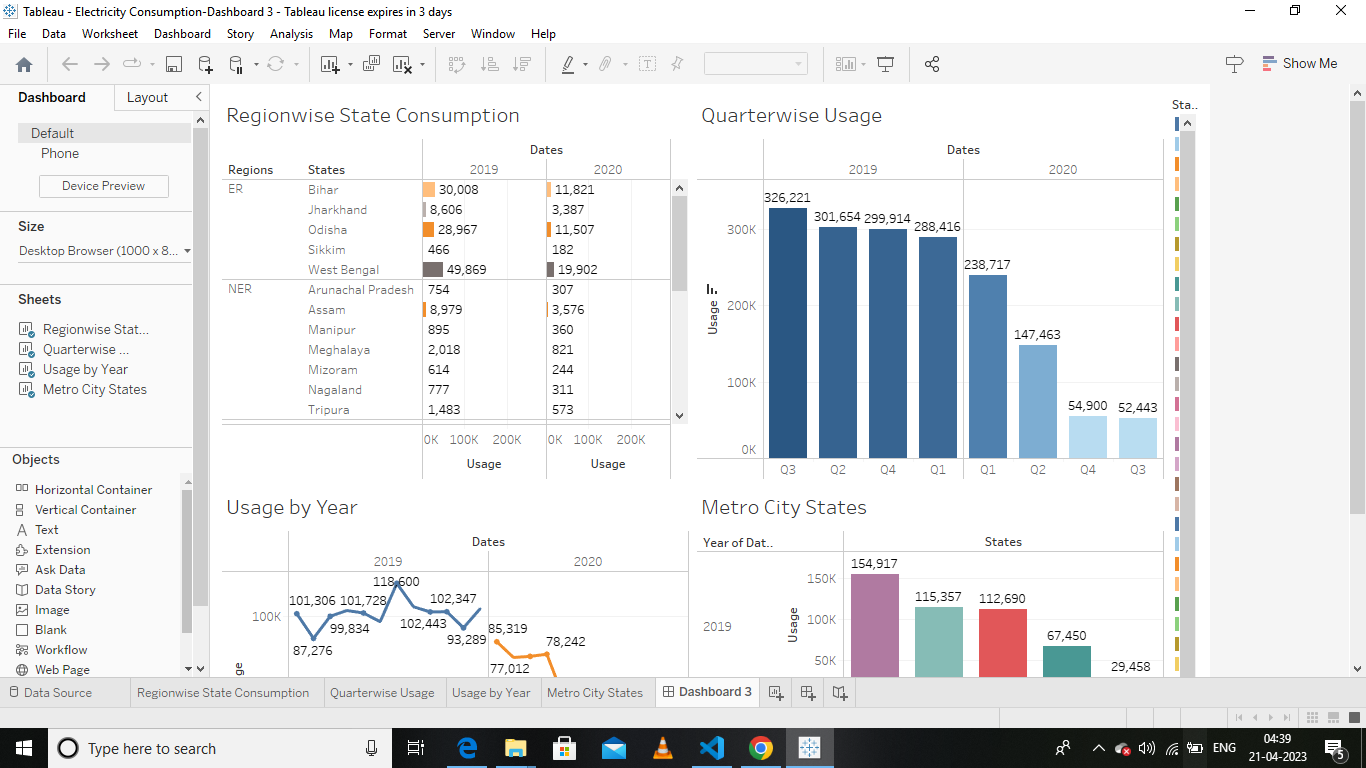 Tableau - Electricity Consumption-Dashboard 3 - Tableau license expires in 3 days
File Data Worksheet Dashboard Story Analysis Map Format Server Window Help
Show Me
Dashboard Layout
Default
Phone
Device Preview
Size
Desktop Browser (1000 x 8...
Sheets
Regionwise Stat...
Quarterwise ...
Usage by Year
Metro City States
Objects
Horizontal Container
Vertical Container
Text
Extension
Ask Data
Data Story
Image
Blank
Workflow
Web Page
Regionwise State Consumption
Dates
Regions States 2019 2020
ER Bihar 30,008 11,821
Jharkhand 8,606 3,387
Odisha 28,967 11,507
Sikkim 466 182
West Bengal 49,869 19,902
NER Arunachal Pradesh 754 307
Assam 8,979 3,576
Manipur 895 360
Meghalaya 2,018 821
Mizoram 614 244
Nagaland 777 311
Tripura 1,483 573
0K 100K 200K 0K 100K 200K
Usage Usage
Quarterwise Usage
Dates
2019 2020
326,221
301,654 299,914
288,416
238,717
147,463
54,900 52,443
300K
200K
100K
0K
Usage
Q3 Q2 Q4 Q1 Q1 Q2 Q4 Q3
Sta..
Usage by Year
Dates
2019 2020
118,600
101,306 101,728 102,347
100K
99,834 102,443
87,276 93,289
85,319
78,242
77,012
Metro City States
Year of Dat.. States
154,917
150K
115,357 112,690
100K
2019
Usage
67,450
50K
29,458
Data Source Regionwise State Consumption Quarterwise Usage Usage by Year Metro City States Dashboard 3
Type here to search
ENG
04:39
21-04-2023
5